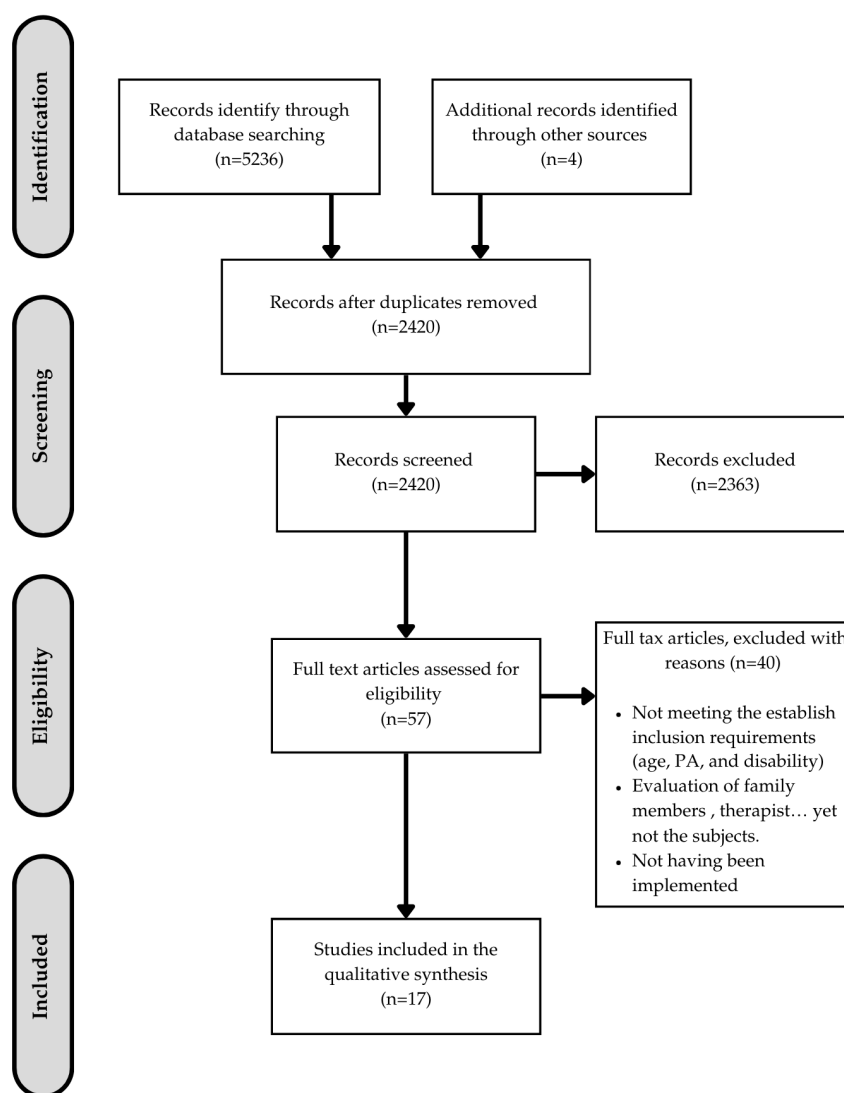 Identification
Records identify through
database searching
(n=5236)
Additional records identified
through other sources
(n=4)
Records after duplicates removed
(n=2420)
Screening
Records screened
(n=2420)
Records excluded
(n=2363)
Eligibility
Full text articles assessed for
eligibility
(n=57)
Full tax articles, excluded with
reasons (n=40)
• Not meeting the establish
inclusion requirements
(age, PA, and disability)
• Evaluation of family
members , therapist… yet
not the subjects.
• Not having been
implemented
Included
Studies included in the
qualitative synthesis
(n=17)